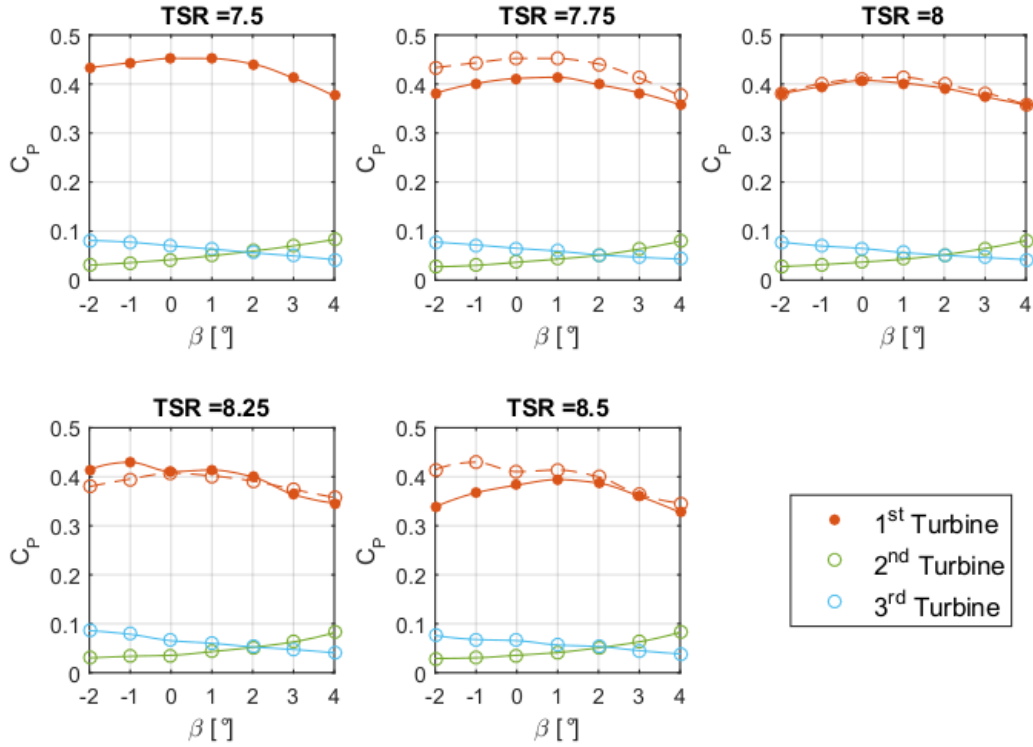 TSR =7.5
0.5
0.4
0.3
0.2
0.1
0
C_P
-2 -1 0 1 2 3 4
β [ °]
TSR =7.75
0.5
0.4
0.3
0.2
0.1
0
C_P
-2 -1 0 1 2 3 4
β [ °]
TSR =8
0.5
0.4
0.3
0.2
0.1
0
C_P
-2 -1 0 1 2 3 4
β [ °]
TSR =8.25
0.5
0.4
0.3
0.2
0.1
0
C_P
-2 -1 0 1 2 3 4
β [ °]
TSR =8.5
0.5
0.4
0.3
0.2
0.1
0
C_P
-2 -1 0 1 2 3 4
β [ °]
1st Turbine
2nd Turbine
3rd Turbine